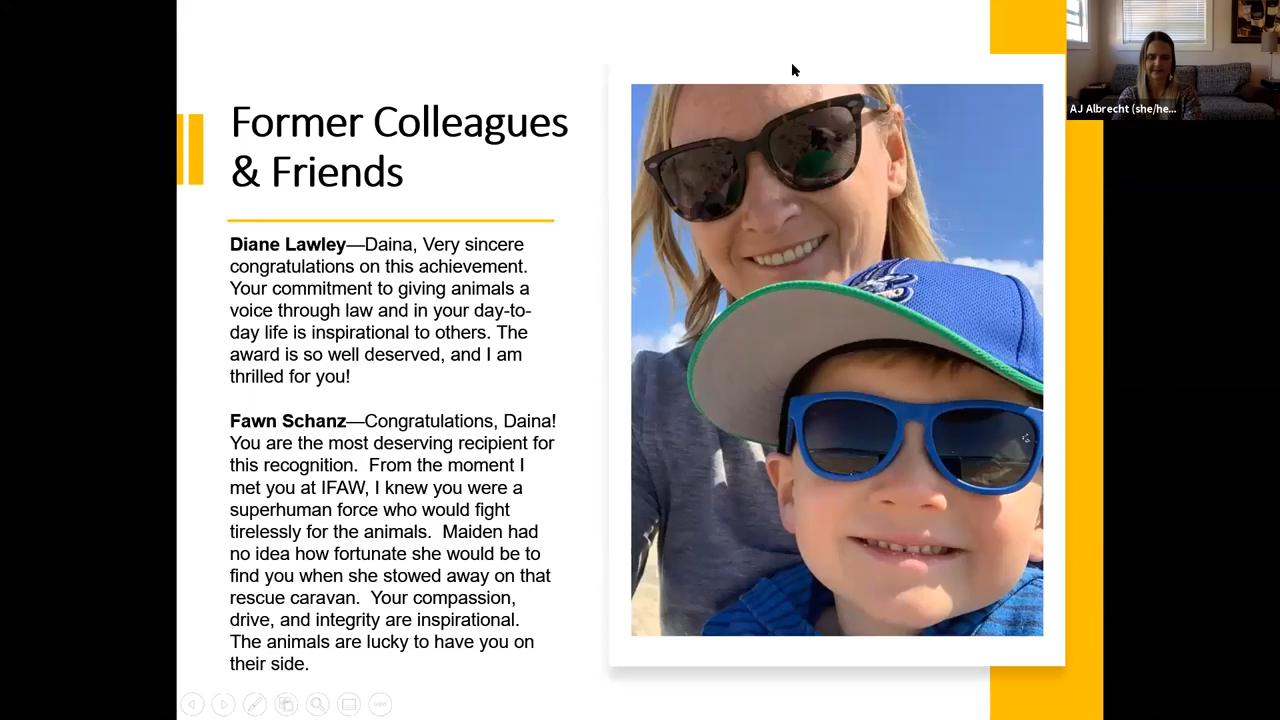 AJ Albrecht (she/he...
Former Colleagues
& Friends
Diane Lawley—Daina, Very sincere
congratulations on this achievement.
Your commitment to giving animals a
voice through law and in your day-to-
day life is inspirational to others. The
award is so well deserved, and I am
thrilled for you!
Fawn Schanz—Congratulations, Daina!
You are the most deserving recipient for
this recognition.  From the moment I
met you at IFAW, I knew you were a
superhuman force who would fight
tirelessly for the animals.  Maiden had
no idea how fortunate she would be to
find you when she stowed away on that
rescue caravan.  Your compassion,
drive, and integrity are inspirational.
The animals are lucky to have you on
their side.